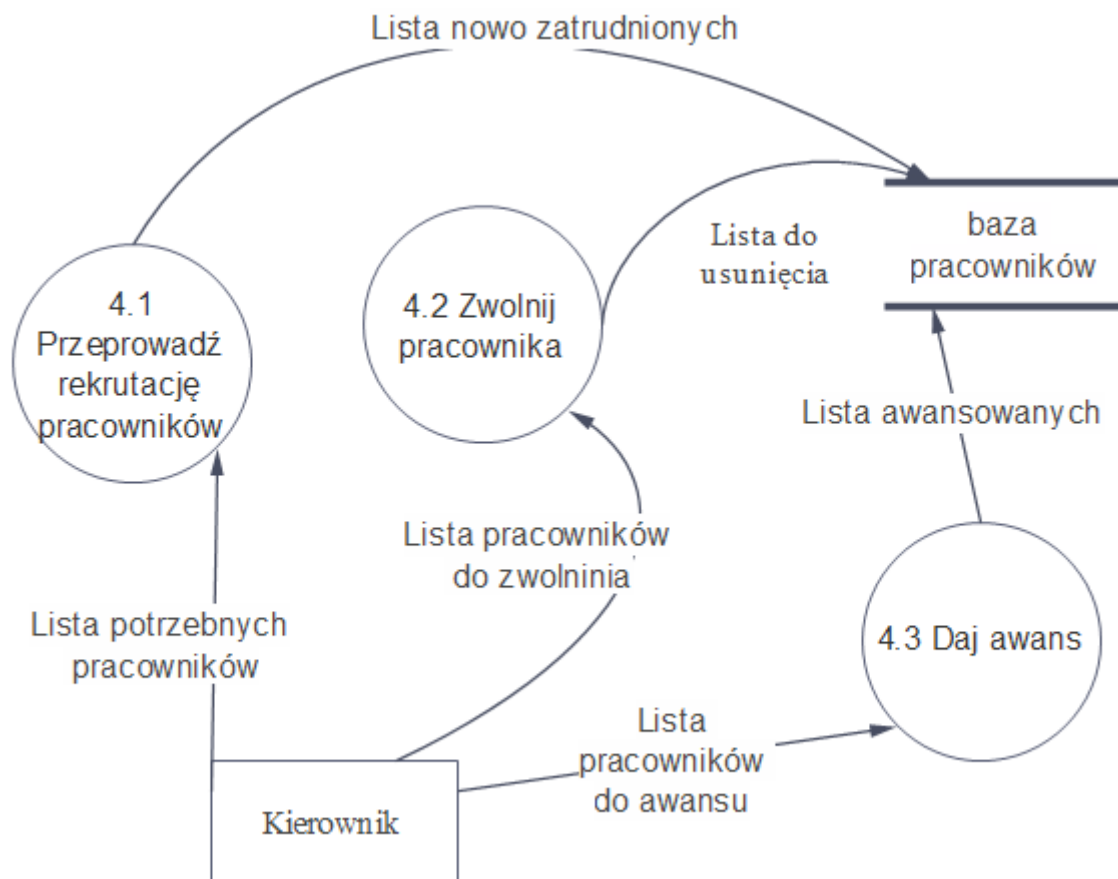 Lista nowo zatrudnionych
baza
pracowników
Lista do
usunięcia
4.1
Przeprowadź
rekrutację
pracowników
4.2 Zwolnij
pracownika
Lista awansowanych
Lista pracowników
do zwolninia
Lista potrzebnych
pracowników
4.3 Daj awans
Lista
pracowników
do awansu
Kierownik